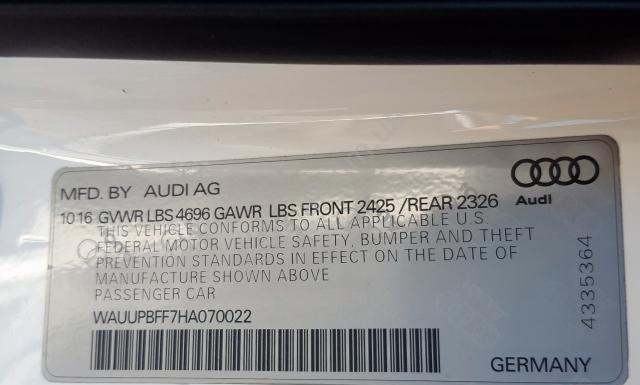 MFD. BY AUDI AG
10 16 GVWR LBS 4696 GAWR LBS FRONT 2425 /REAR 2326
THIS VEHICLE CONFORMS TO ALL APPLICABLE U.S.
FEDERAL MOTOR VEHICLE SAFETY, BUMPER AND THEFT
PREVENTION STANDARDS IN EFFECT ON THE DATE OF
MANUFACTURE SHOWN ABOVE
PASSENGER CAR
WAUUPBFF7HA070022
Audi
4335364
GERMANY